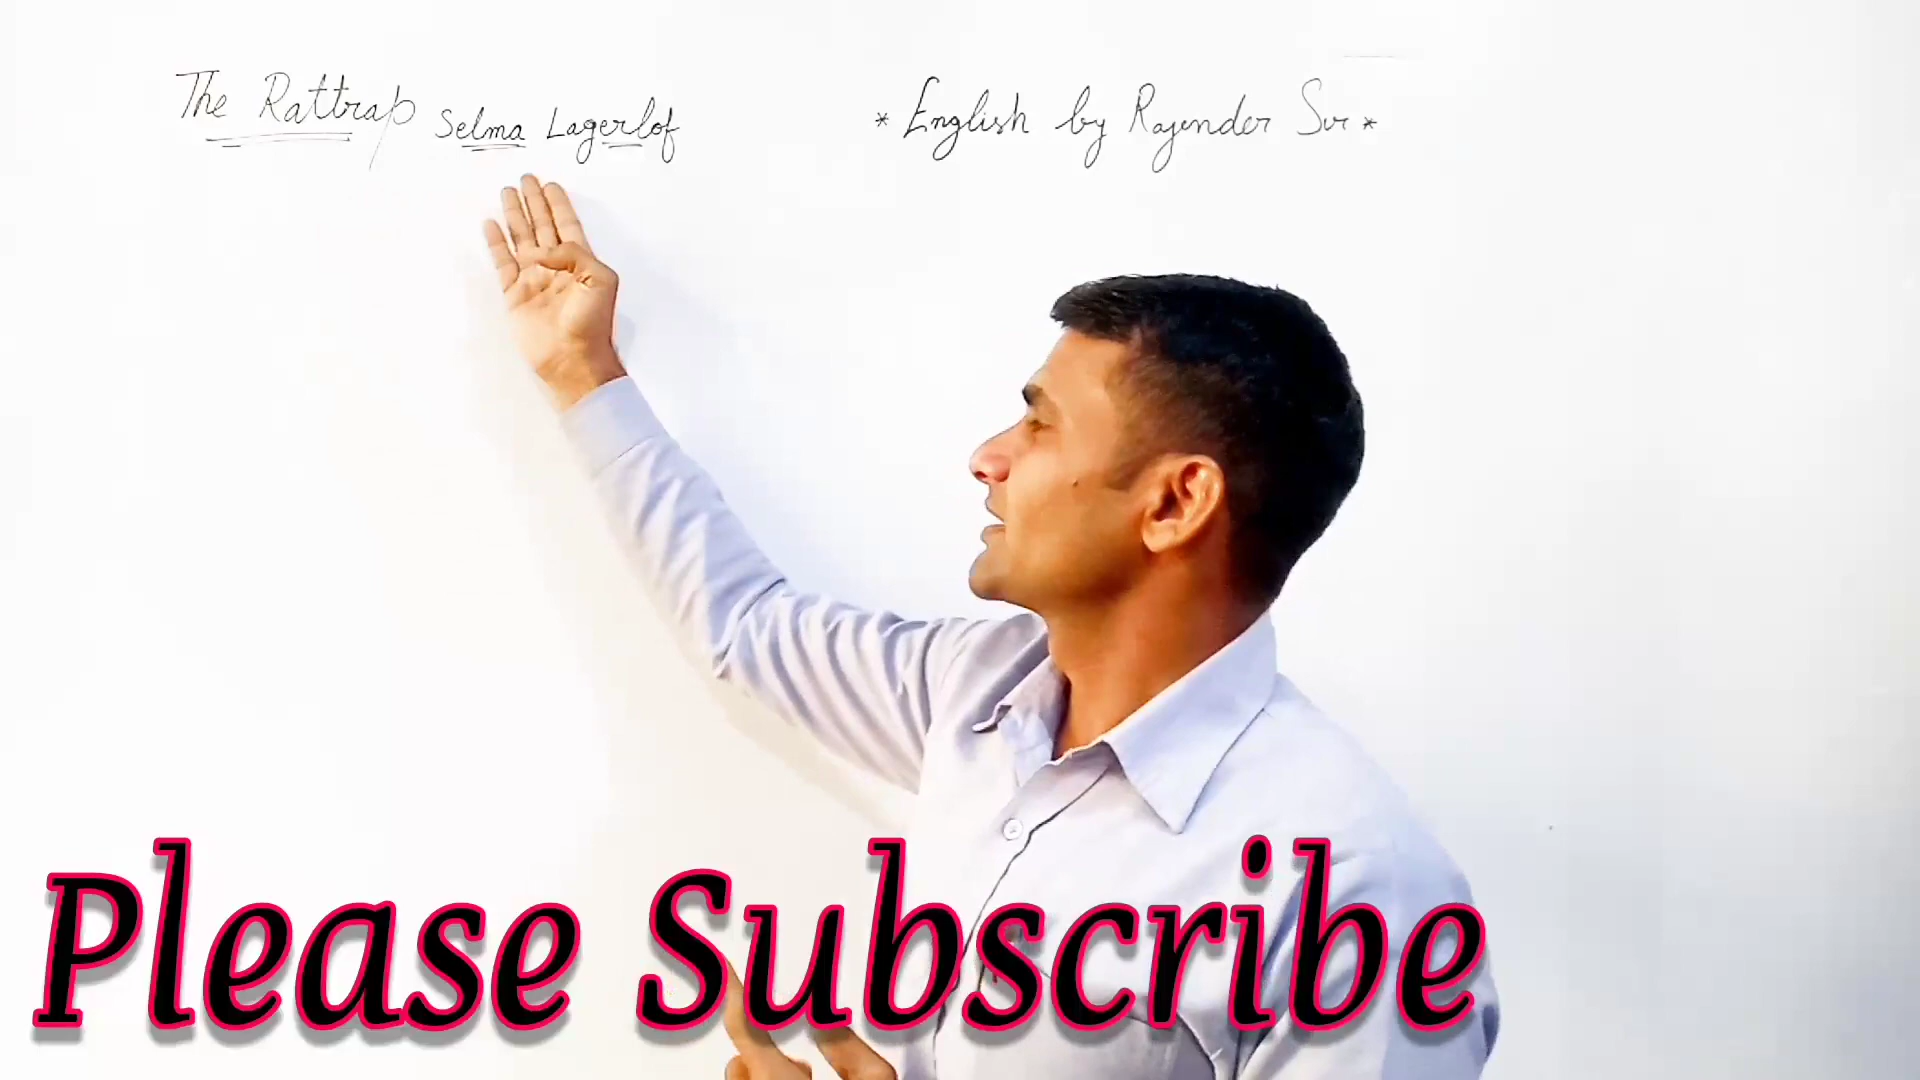 The Rattrap Selma Lagerlof
* English by Rajender Sir *
Please Subscribe